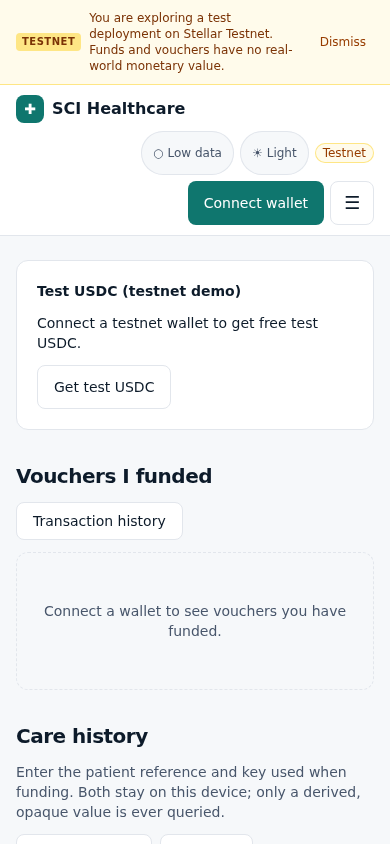 TESTNET
You are exploring a test
deployment on Stellar Testnet.
Funds and vouchers have no real-
world monetary value.
Dismiss
SCI Healthcare
Low data
Light
Testnet
Connect wallet
Test USDC (testnet demo)
Connect a testnet wallet to get free test
USDC.
Get test USDC
Vouchers I funded
Transaction history
Connect a wallet to see vouchers you have
funded.
Care history
Enter the patient reference and key used when
funding. Both stay on this device; only a derived,
opaque value is ever queried.